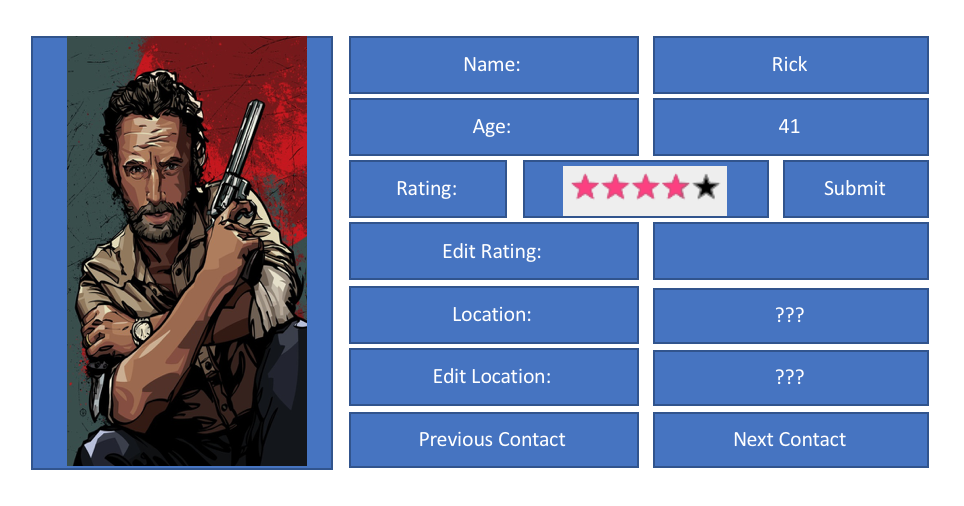 Name:
Rick
Age:
41
Rating:
Submit
Edit Rating:
Location:
???
Edit Location:
???
Previous Contact
Next Contact